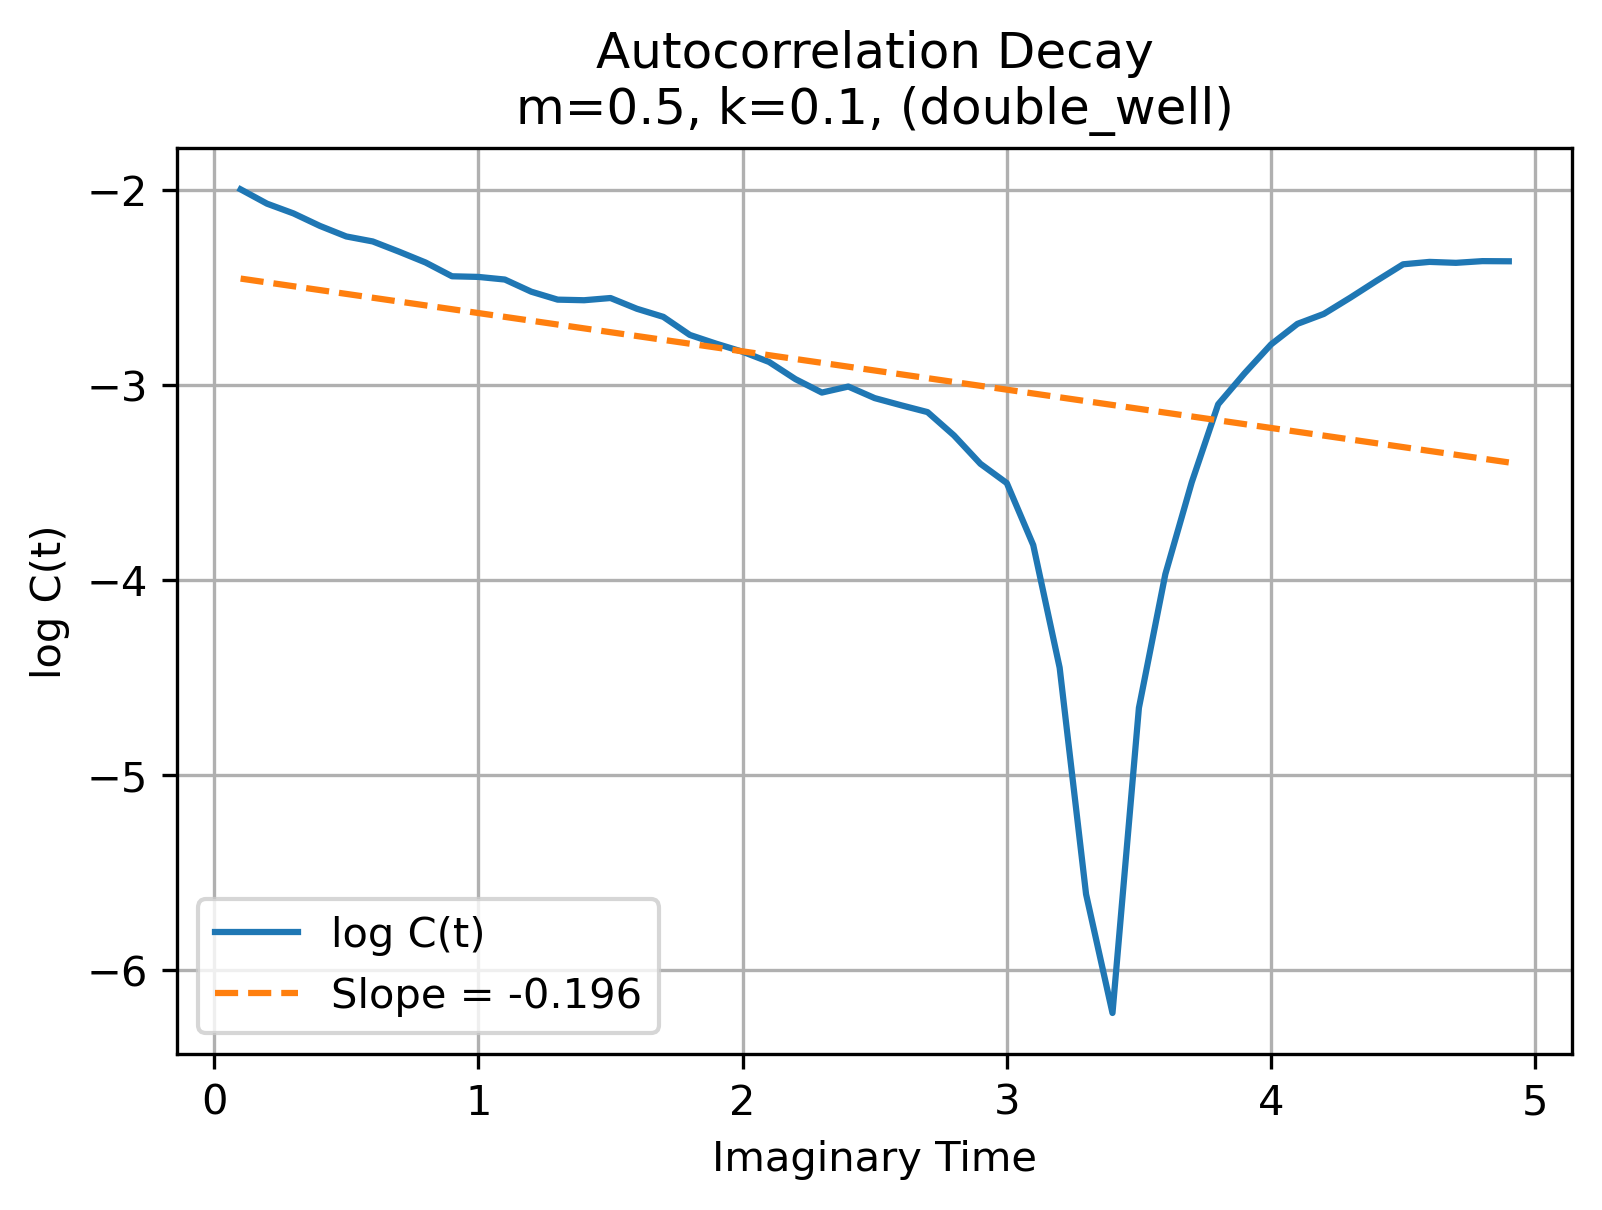 Autocorrelation Decay
m=0.5, k=0.1, (double_well)
log C(t)
−2
−3
−4
−5
−6
log C(t)
Slope = -0.196
0 1 2 3 4 5
Imaginary Time